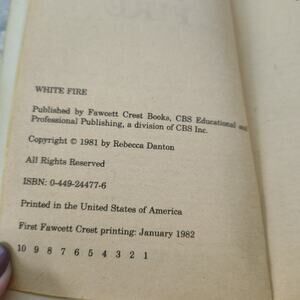 WHITE FIRE
Published by Fawcett Crest Books, CBS Educational and
Professional Publishing, a division of CBS Inc.
Copyright © 1981 by Rebecca Danton
All Rights Reserved
ISBN: 0-449-24477-6
Printed in the United States of America
First Fawcett Crest printing: January 1982
10 9 8 7 6 5 4 3 2 1